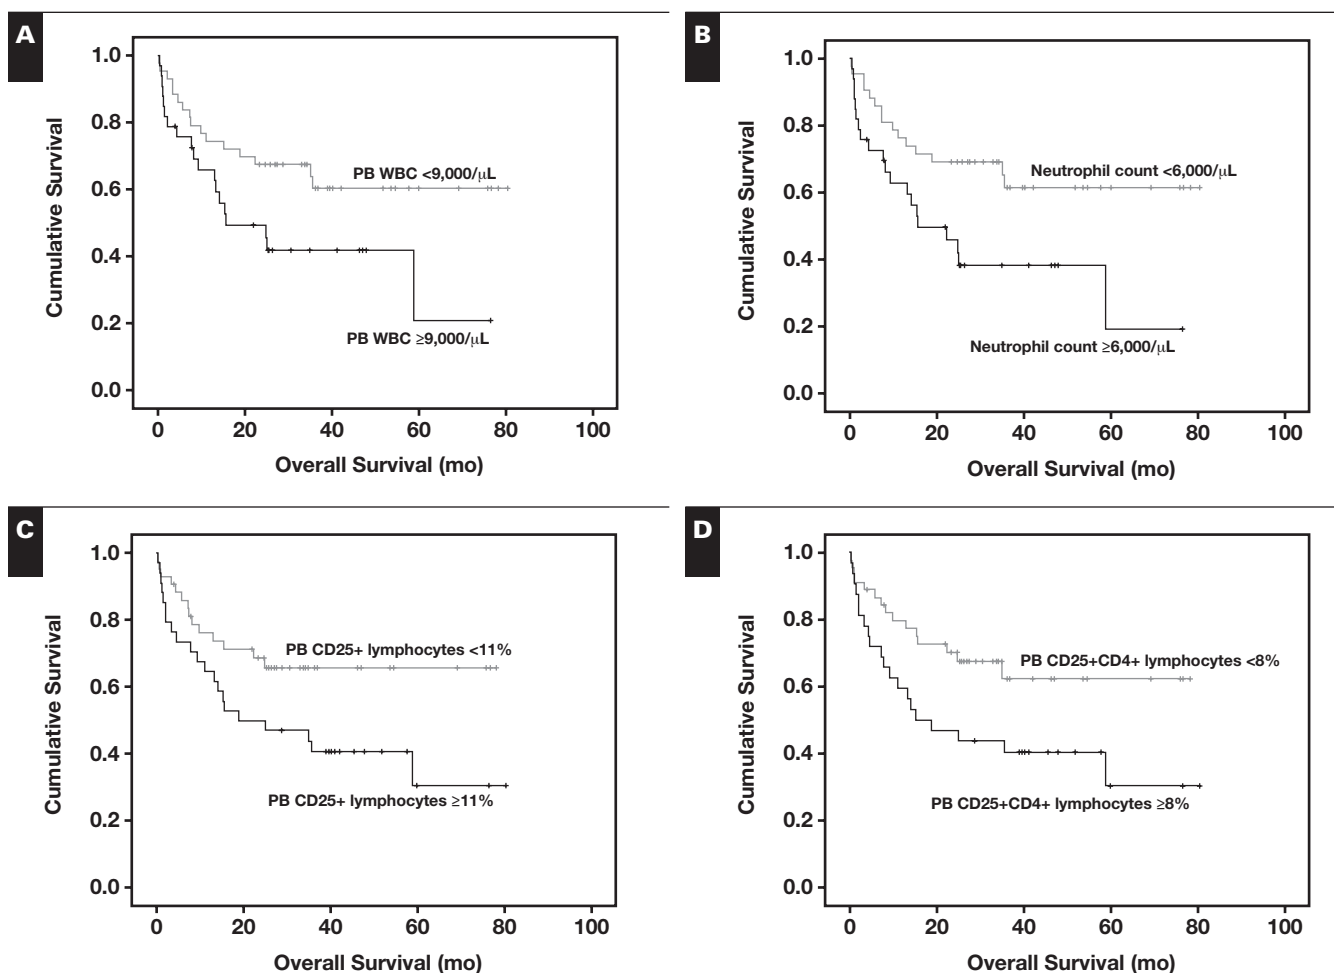 A
Cumulative Survival
1.0
0.8
0.6
0.4
0.2
0.0
PB WBC <9,000/μL
PB WBC ≥9,000/μL
0 20 40 60 80 100
Overall Survival (mo)
B
Cumulative Survival
1.0
0.8
0.6
0.4
0.2
0.0
Neutrophil count <6,000/μL
Neutrophil count ≥6,000/μL
0 20 40 60 80 100
Overall Survival (mo)
C
Cumulative Survival
1.0
0.8
0.6
0.4
0.2
0.0
PB CD25+ lymphocytes <11%
PB CD25+ lymphocytes ≥11%
0 20 40 60 80 100
Overall Survival (mo)
D
Cumulative Survival
1.0
0.8
0.6
0.4
0.2
0.0
PB CD25+CD4+ lymphocytes <8%
PB CD25+CD4+ lymphocytes ≥8%
0 20 40 60 80 100
Overall Survival (mo)